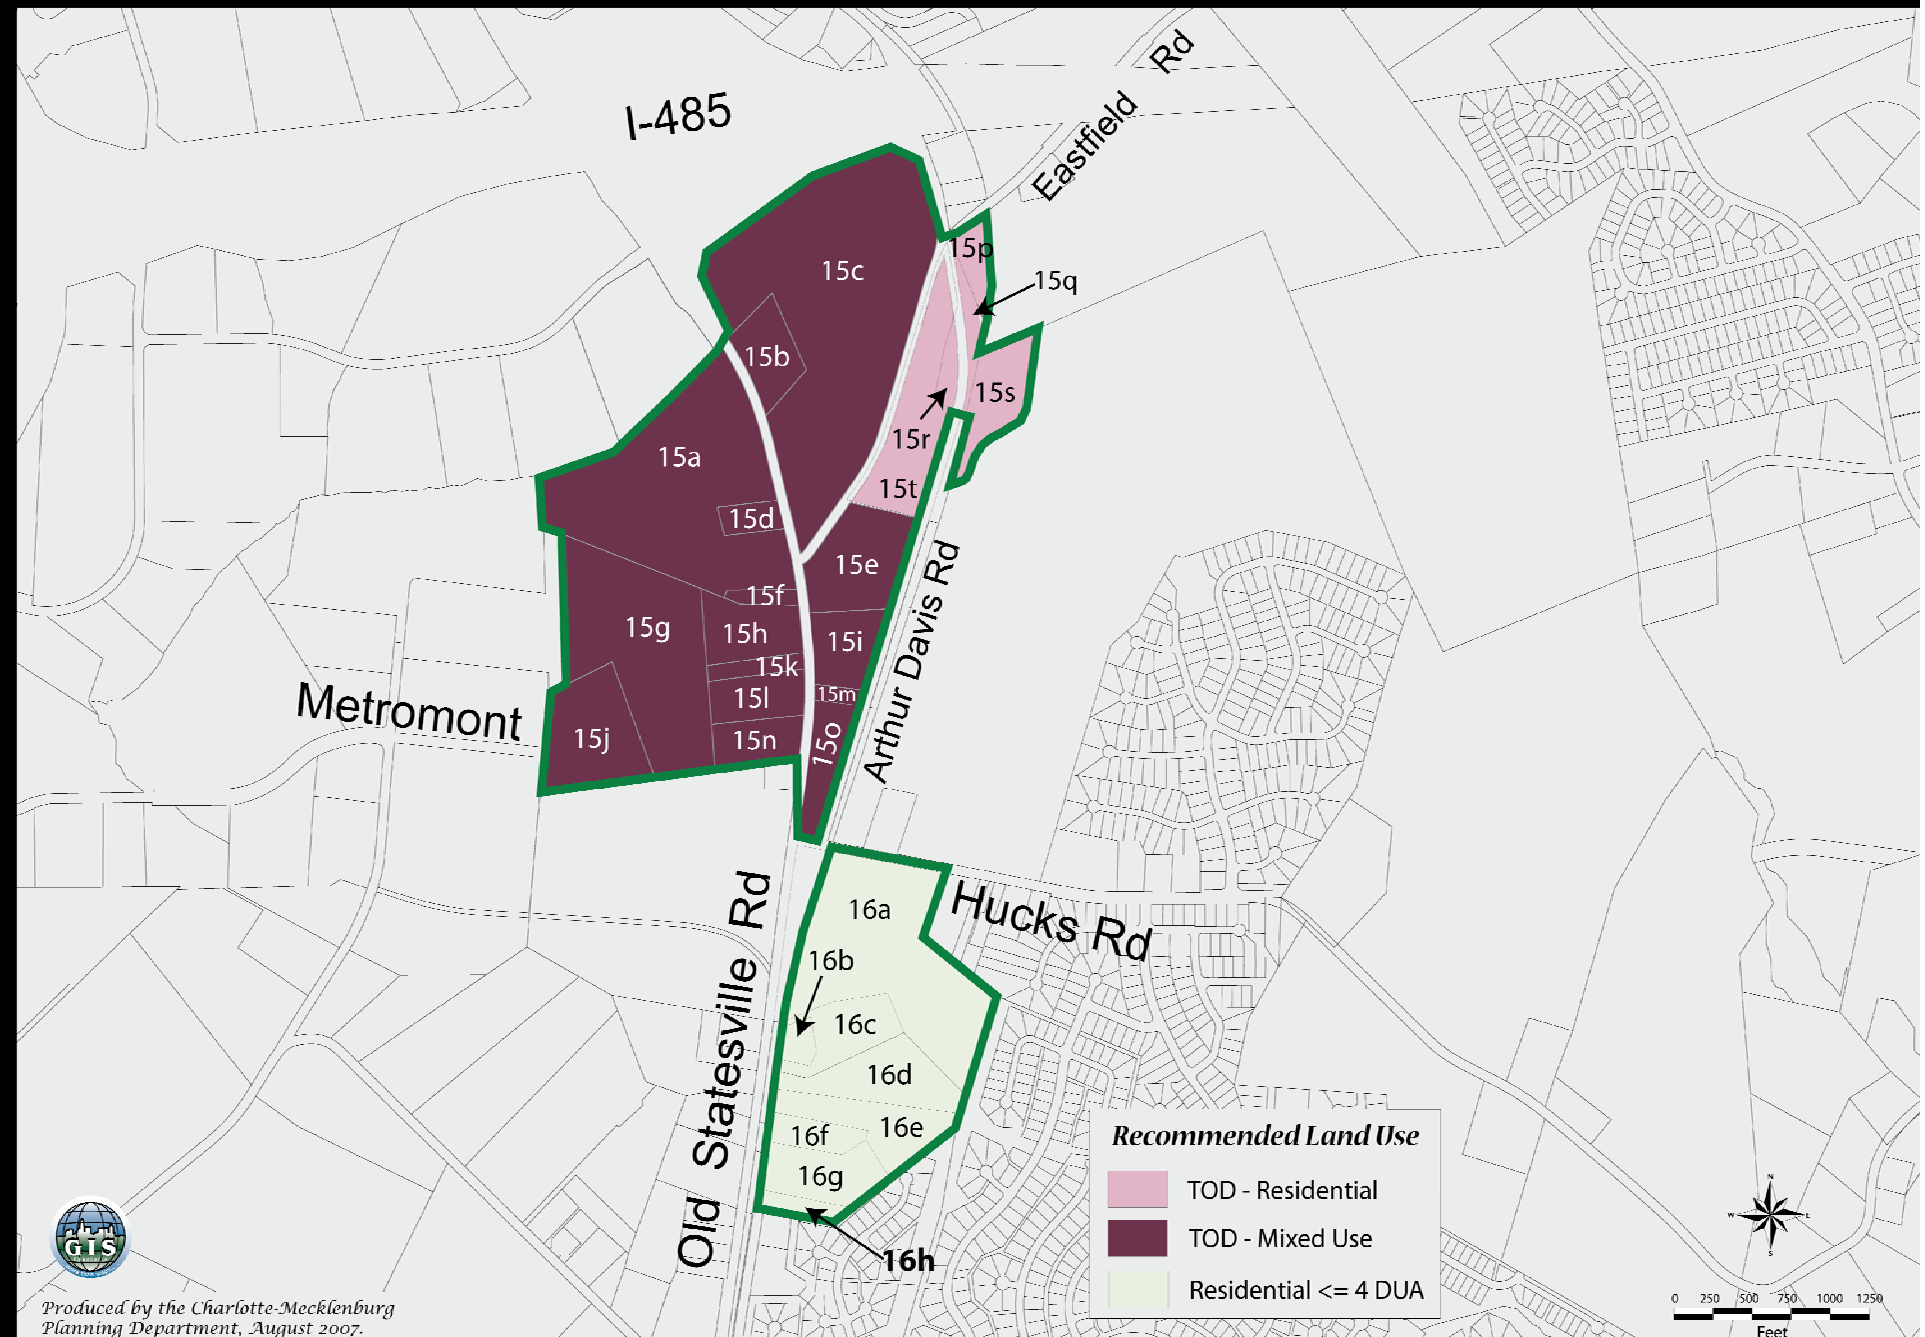 I-485
Eastfield Rd
15p
15c
15q
15b
15s
15r
15a
15t
15d
15e
15f
15g
15h
15i
15k
15l
15m
15j
15n
15o
Metromont
Arthur Davis Rd
16a
Hucks Rd
16b
16c
16d
16e
16f
16g
16h
Old Statesville Rd
Recommended Land Use
TOD - Residential
TOD - Mixed Use
Residential <= 4 DUA
N
W E
S
GIS
Produced by the Charlotte-Mecklenburg
Planning Department, August 2007.
0 250 500 750 1000 1250
Feet